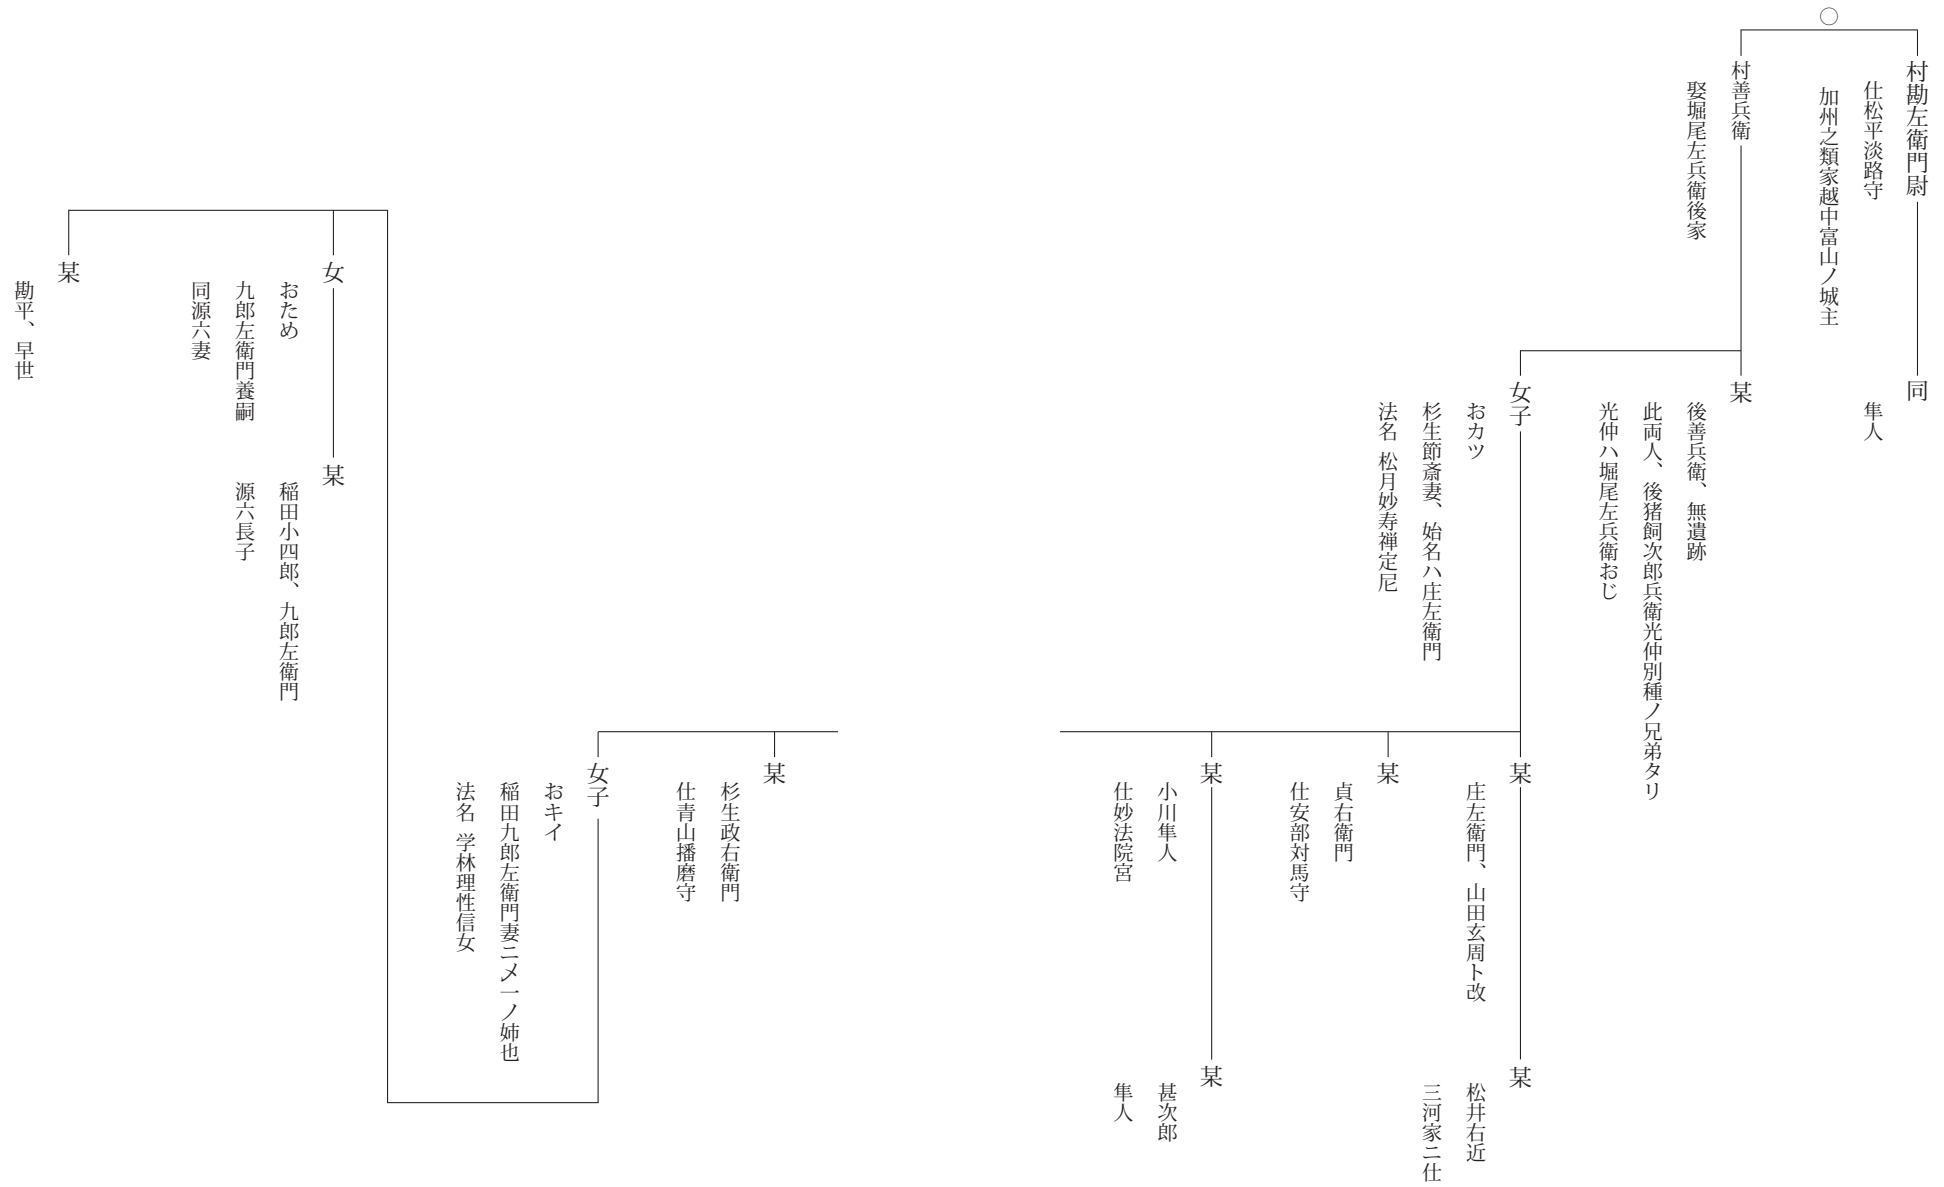 ○
村勘左衛門尉
仕松平淡路守
加州之類家越中富山ノ城主
同
隼人
村善兵衛
娶堀尾左兵衛後家
某
後善兵衛、無遺跡
此両人、後猪飼次郎兵衛光仲別種ノ兄弟タリ
光仲ハ堀尾左兵衛おじ
女子
おカツ
杉生節斎妻、始名ハ庄左衛門
法名 松月妙寿禅定尼
某
庄左衛門、山田玄周ト改
某
松井右近
三河家ニ仕
某
貞右衛門
仕安部対馬守
某
小川隼人
仕妙法院宮
某
甚次郎
隼人
某
杉生政右衛門
仕青山播磨守
女子
おキイ
稲田九郎左衛門妻ニメ一ノ姉也
法名 学林理性信女
女
おため
九郎左衛門養嗣
同源六妻
某
稲田小四郎、九郎左衛門
源六長子
某
勘平、早世